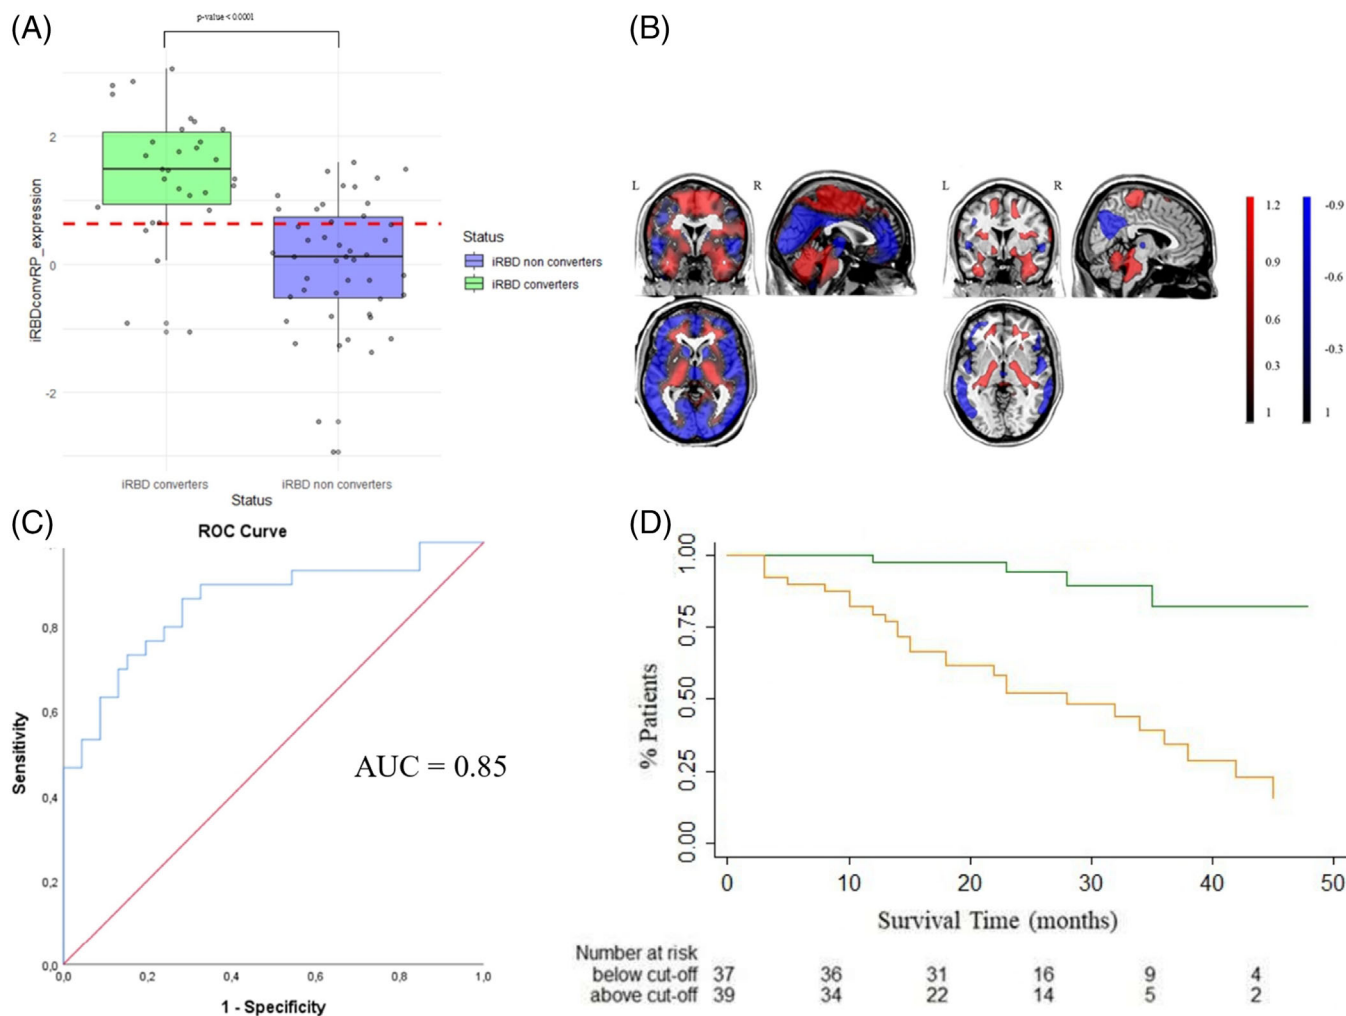 (A)
p-value < 0.0001
2
0
-2
iRBDconvRP_expression
iRBD converters
iRBD non converters
Status
Status
iRBD non converters
iRBD converters
(B)
L
R
L
R
1.2
0.9
0.6
0.3
1
-0.9
-0.6
-0.3
1
(C)
ROC Curve
Sensitivity
0,8
0,6
0,4
0,2
0,0
AUC = 0.85
0,0 0,2 0,4 0,6 0,8 1,0
1 - Specificity
(D)
% Patients
1.00
0.75
0.50
0.25
0.00
0 10 20 30 40 50
Survival Time (months)
Number at risk
below cut-off 37 36 31 16 9 4
above cut-off 39 34 22 14 5 2